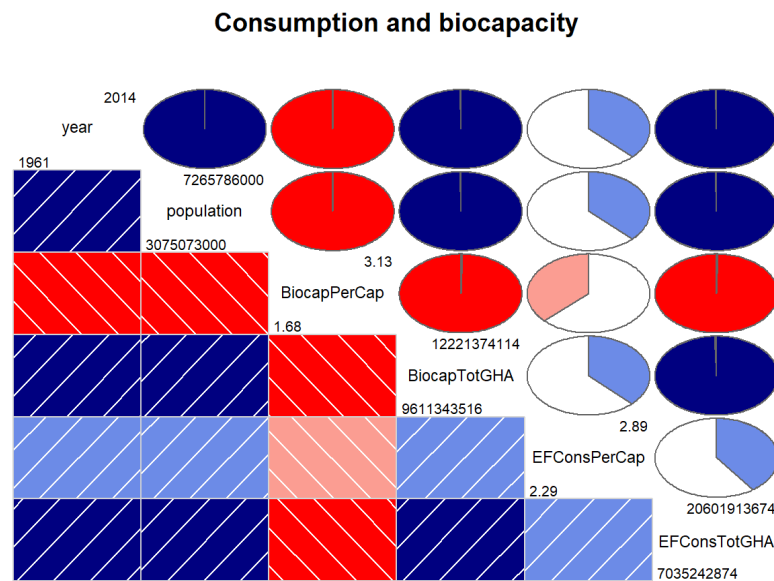 Consumption and biocapacity
2014
year
1961
7265786000
population
3075073000
3.13
BiocapPerCap
1.68
12221374114
BiocapTotGHA
9611343516
2.89
EFConsPerCap
2.29
20601913674
EFConsTotGHA
7035242874